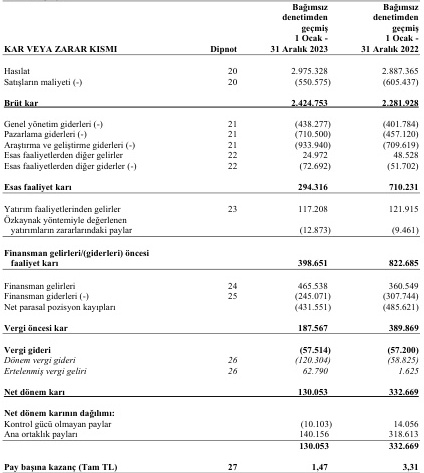 Bağımsız Bağımsız
denetimden denetimden
geçmiş geçmiş
1 Ocak - 1 Ocak -
KAR VEYA ZARAR KISMI Dipnot 31 Aralık 2023 31 Aralık 2022
Hasılat 20 2.975.328 2.887.365
Satışların maliyeti (-) 20 (550.575) (605.437)
Brüt kar 2.424.753 2.281.928
Genel yönetim giderleri (-) 21 (438.277) (401.784)
Pazarlama giderleri (-) 21 (710.500) (457.120)
Araştırma ve geliştirme giderleri (-) 21 (933.940) (709.619)
Esas faaliyetlerden diğer gelirler 22 24.972 48.528
Esas faaliyetlerden diğer giderler (-) 22 (72.692) (51.702)
Esas faaliyet karı 294.316 710.231
Yatırım faaliyetlerinden gelirler 23 117.208 121.915
Özkaynak yöntemiyle değerlenen
yatırımların zararlarındaki paylar (12.873) (9.461)
Finansman gelirleri/(giderleri) öncesi
faaliyet karı 398.651 822.685
Finansman gelirleri 24 465.538 360.549
Finansman giderleri (-) 25 (245.071) (307.744)
Net parasal pozisyon kayıpları (431.551) (485.621)
Vergi öncesi kar 187.567 389.869
Vergi gideri (57.514) (57.200)
Dönem vergi gideri 26 (120.304) (58.825)
Ertelenmiş vergi geliri 26 62.790 1.625
Net dönem karı 130.053 332.669
Net dönem karının dağılımı:
Kontrol gücü olmayan paylar (10.103) 14.056
Ana ortaklık payları 140.156 318.613
130.053 332.669
Pay başına kazanç (Tam TL) 27 1,47 3,31